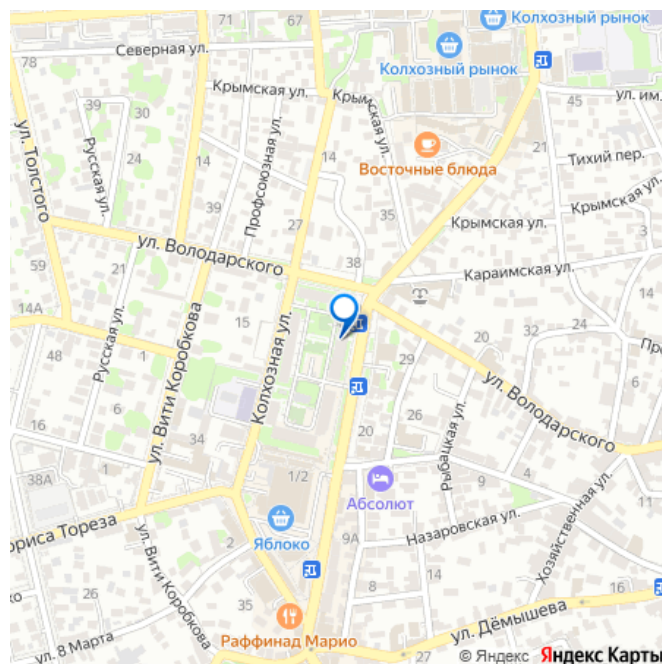 Колхозный рынок
71
67
Северная ул.
78
Колхозный рынок
39
30
Крымская ул.
Крымская ул.
45
ул. им.
ул. Толстого
Русская ул.
24
14
Профсоюзная ул.
14
21
Тихий пер.
Восточные блюда
39
35
Крымская ул.
Крымская ул.
27
3
ул. Володарского
38
59
21
Караимская ул.
14А
15
20
32
24
48
Русская ул.
ул. Вити Коробкова
Колхозная ул.
29
6
ул. Володарского
16
1
34
20
Рыбацкая ул.
9
4
38А
1/2
Абсолют
11
Яблоко
9А
Назаровская ул.
Хозяйственная ул.
ориса Тореза
2
ул. Вити Коробкова
8
14
35
27
16
ул. Дёмышева
ул. 8 Марта
Раффинад Марио
© Яндекс Яндекс Карты